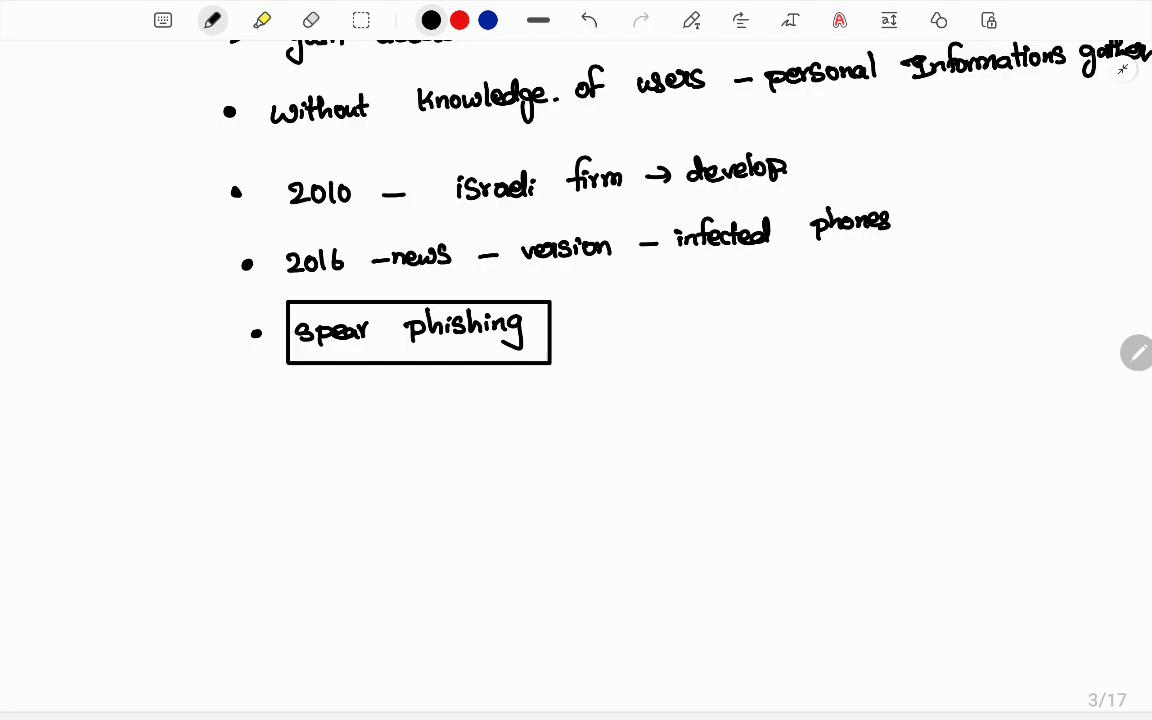 • without knowledge. of users – personal Informations gather
• 2010 – israeli firm → develop
• 2016 – news – version – infected phones
• spear phishing
3/17